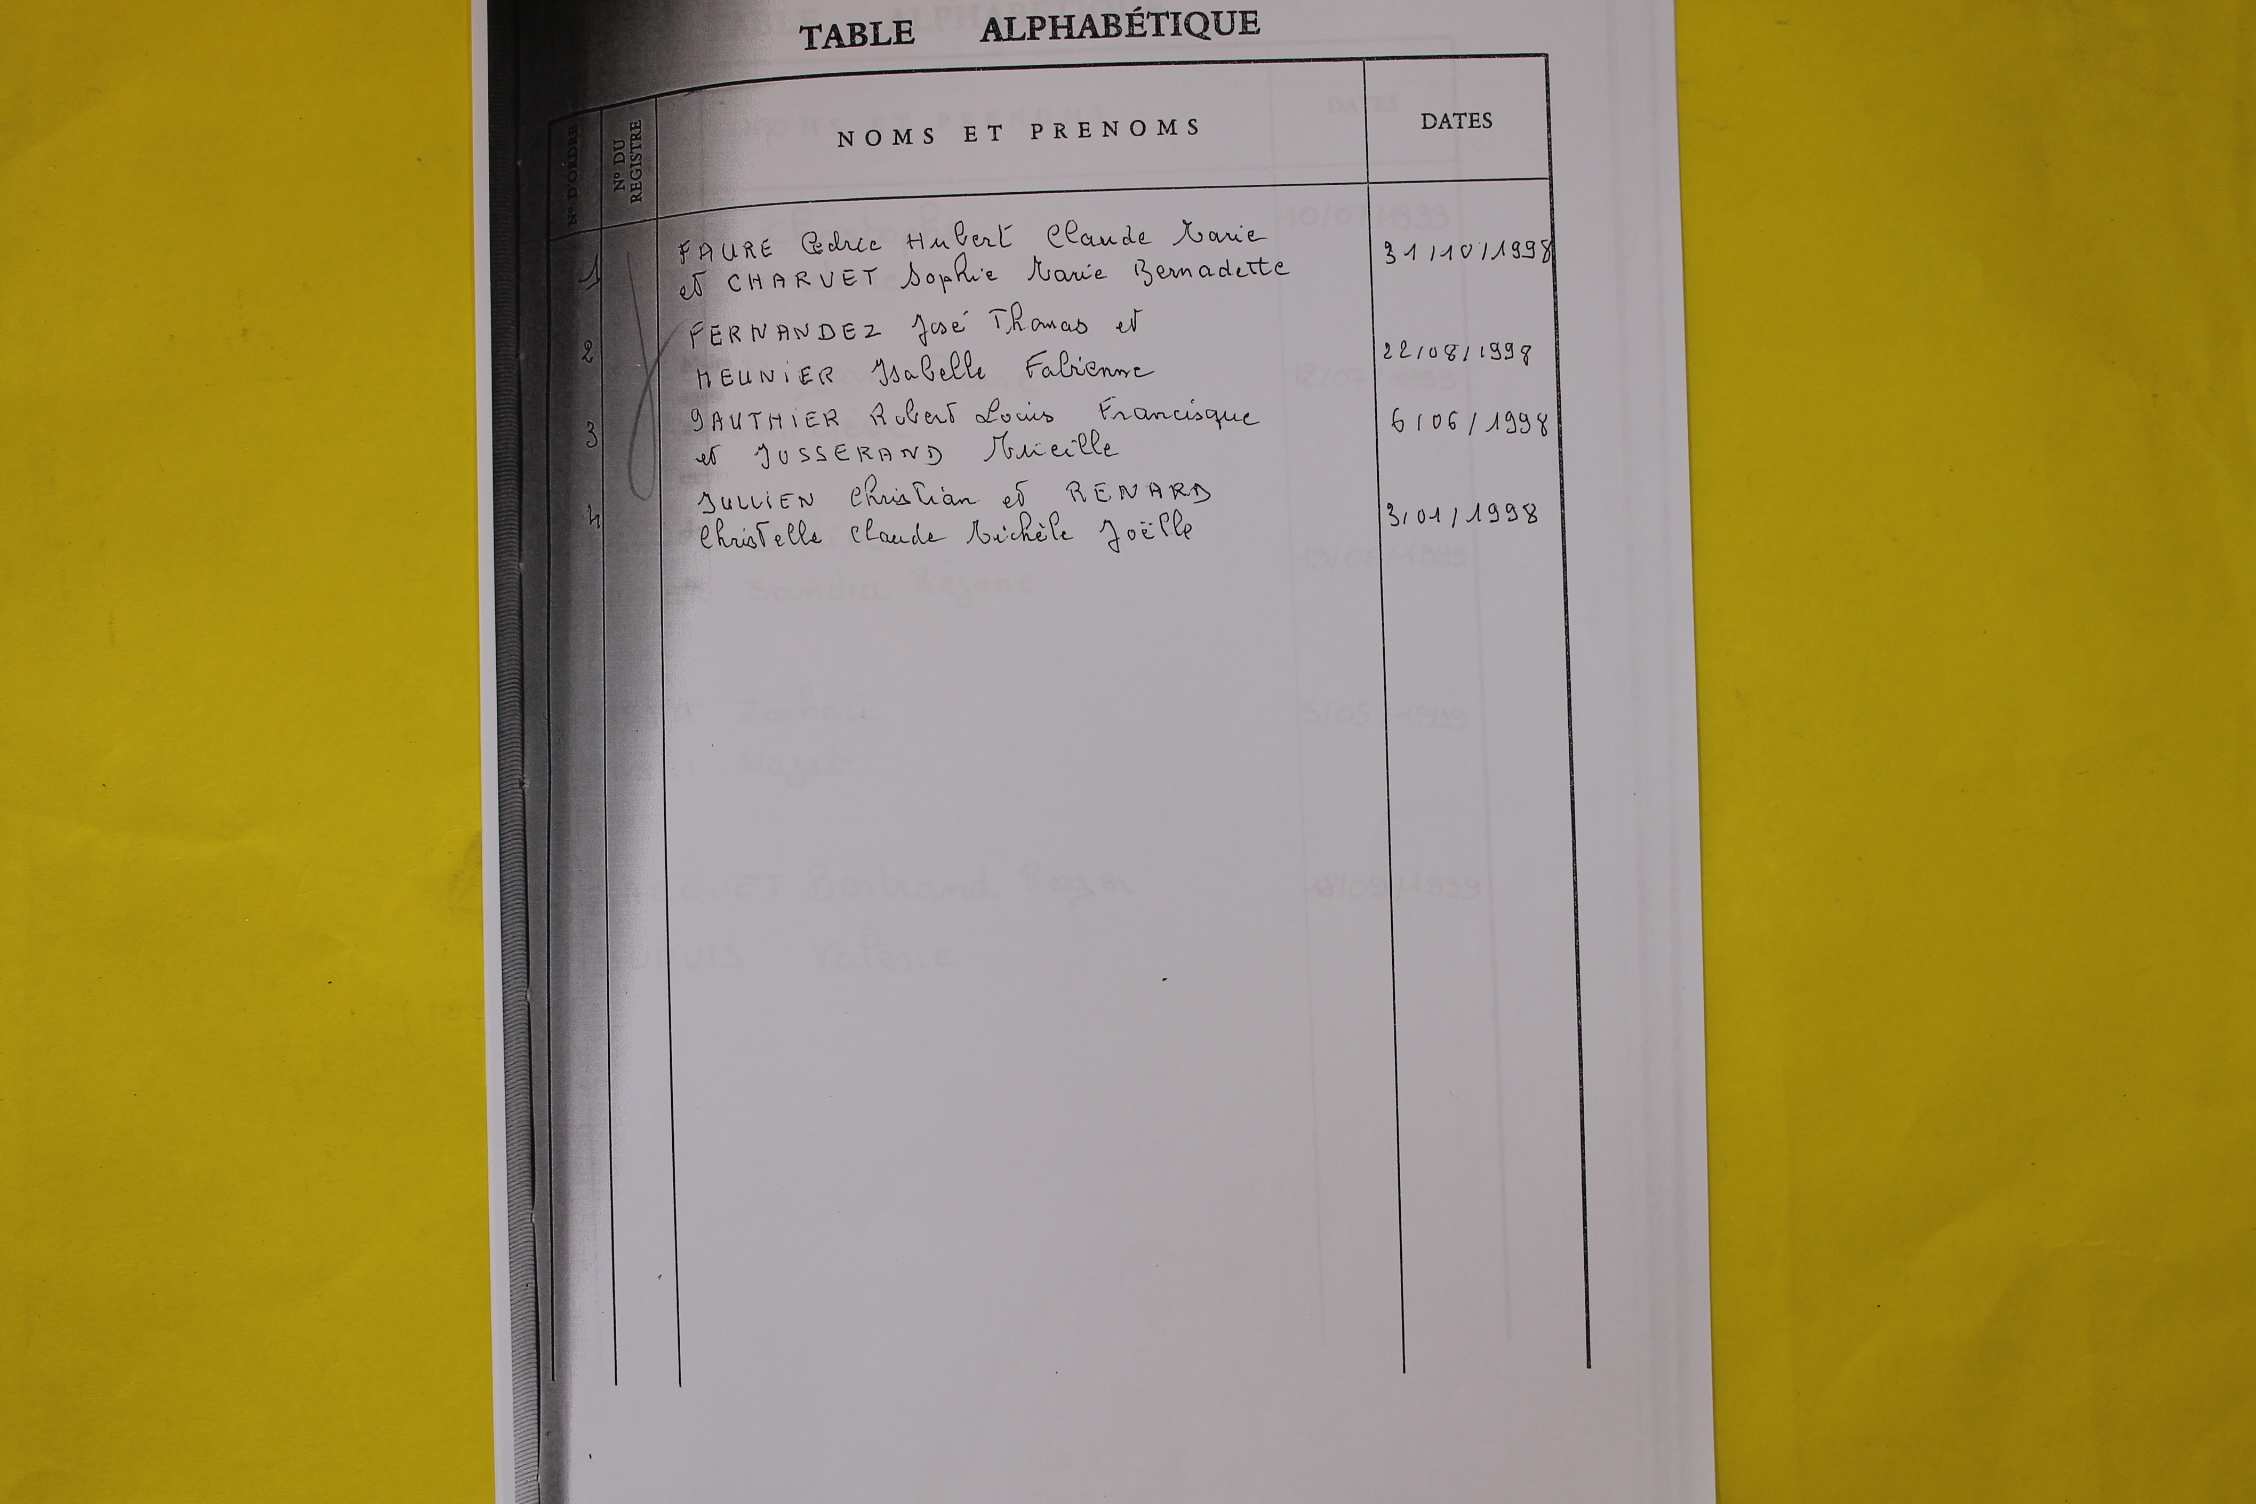 TABLE ALPHABÉTIQUE
N° D'ORDRE
N° DU REGISTRE
NOMS ET PRENOMS
DATES
1 FAURE Cedric Hubert Claude Marie
et CHARVET Sophie Marie Bernadette 31/10/1998
2 FERNANDEZ José Thomas et
MEUNIER Isabelle Fabienne 22/08/1998
3 GAUTHIER Robert Louis Francisque 6/06/1998
et JUSSERAND Mireille
4 JULLIEN Christian et RENARD 3/01/1998
Christelle Claude Michèle Joëlle